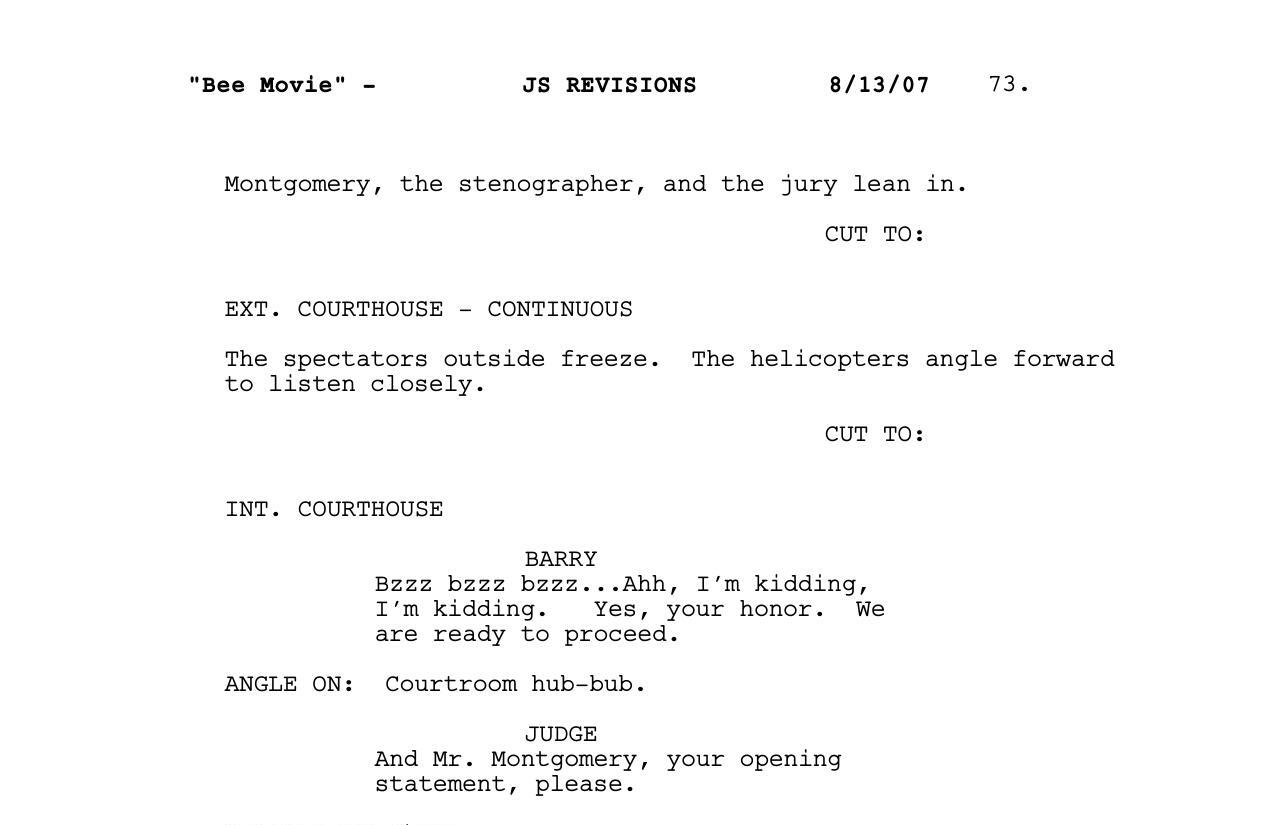 "Bee Movie" - JS REVISIONS 8/13/07 73.
Montgomery, the stenographer, and the jury lean in.
CUT TO:
EXT. COURTHOUSE - CONTINUOUS
The spectators outside freeze. The helicopters angle forward
to listen closely.
CUT TO:
INT. COURTHOUSE
BARRY
Bzzz bzzz bzzz...Ahh, I'm kidding,
I'm kidding. Yes, your honor. We
are ready to proceed.
ANGLE ON: Courtroom hub-bub.
JUDGE
And Mr. Montgomery, your opening
statement, please.